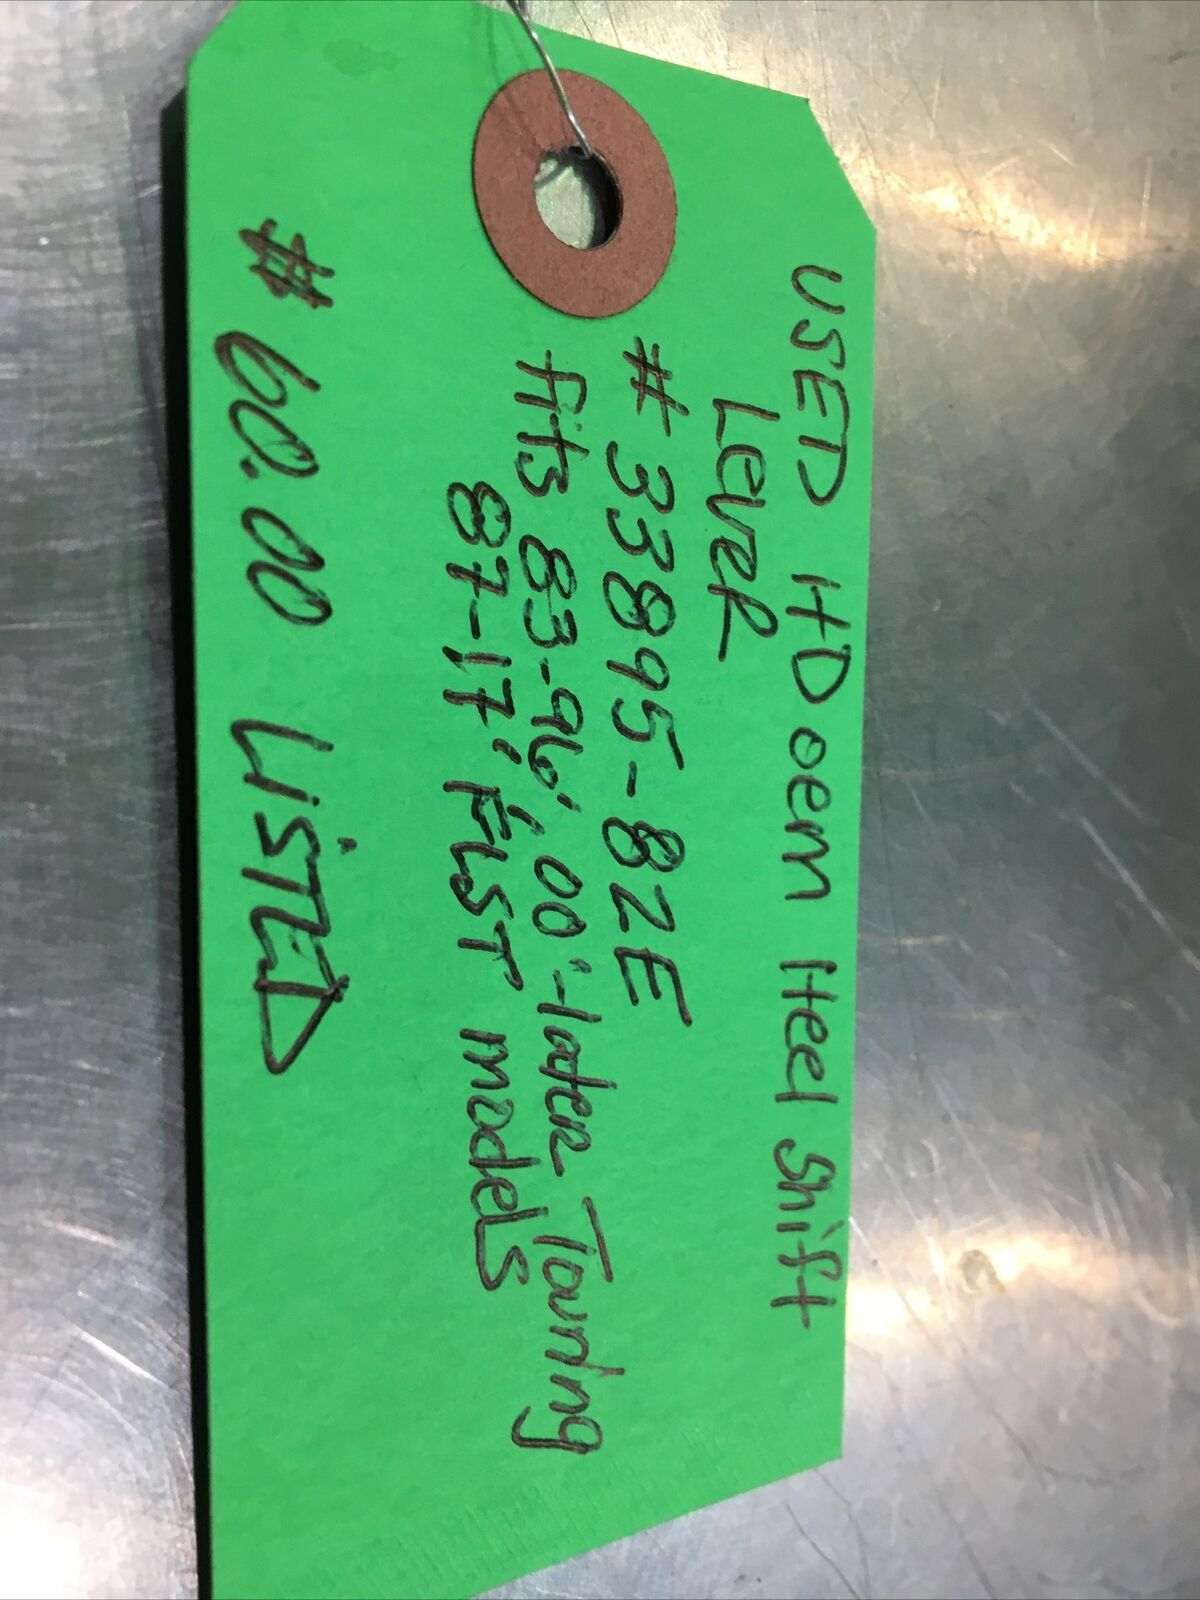 USED HD oem Heel Shift
Lever
# 33895-82E
fits 83-96', 00'-later Touring
87-17', FLST models
# 60.00 LISTED